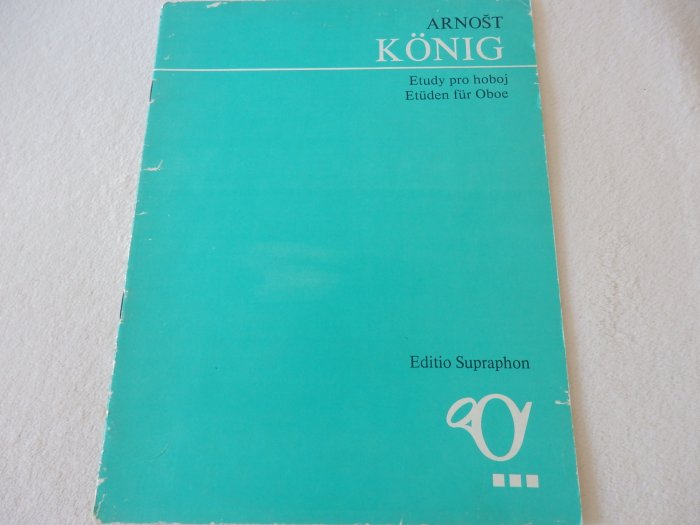 ARNOŠT
KÖNIG
Etudy pro hoboj
Etüden für Oboe
Editio Supraphon